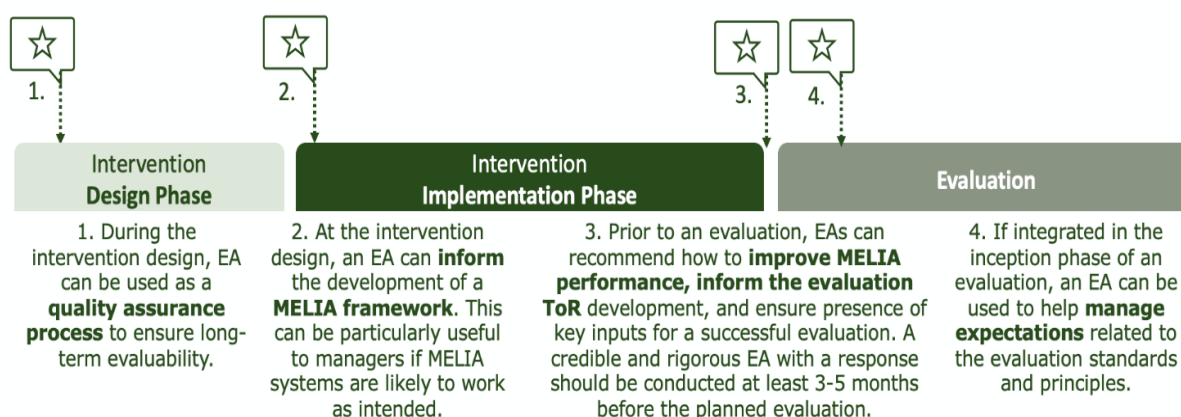 1.
2.
3.
4.
Intervention
Design Phase
Intervention
Implementation Phase
Evaluation
1. During the
intervention design, EA
can be used as a
quality assurance
process to ensure long-
term evaluability.
2. At the intervention
design, an EA can inform
the development of a
MELIA framework. This
can be particularly useful
to managers if MELIA
systems are likely to work
as intended.
3. Prior to an evaluation, EAs can
recommend how to improve MELIA
performance, inform the evaluation
ToR development, and ensure presence of
key inputs for a successful evaluation. A
credible and rigorous EA with a response
should be conducted at least 3-5 months
before the planned evaluation.
4. If integrated in the
inception phase of an
evaluation, an EA can be
used to help manage
expectations related to
the evaluation standards
and principles.